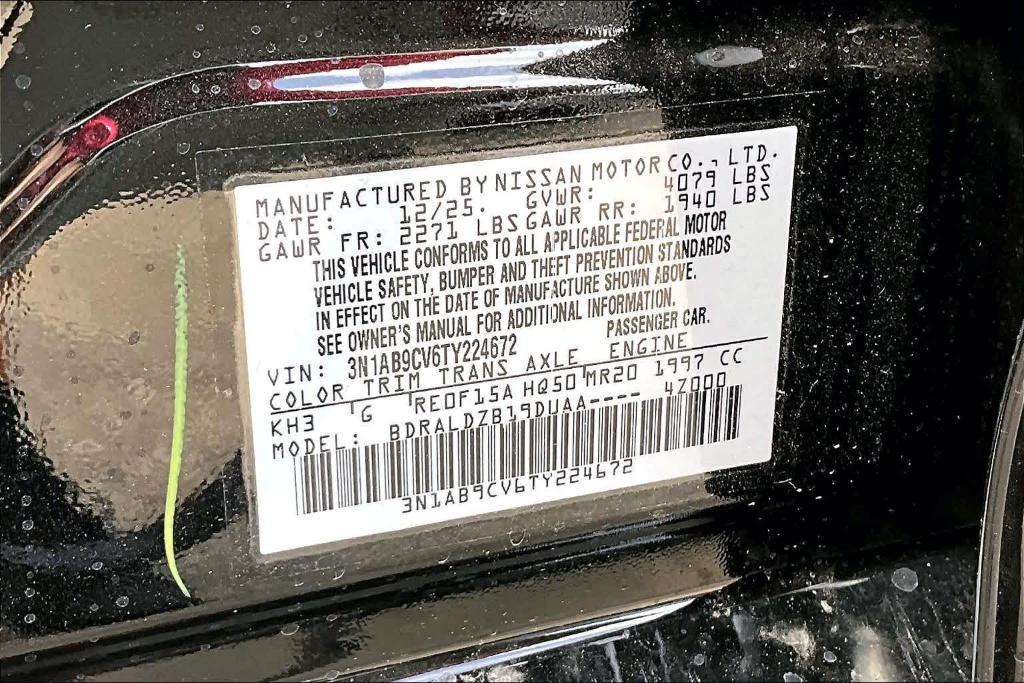 MANUFACTURED BY NISSAN MOTOR CO., LTD.
DATE: 12/25. GVWR: 4079 LBS
GAWR FR: 2271 LBS GAWR RR: 1940 LBS
THIS VEHICLE CONFORMS TO ALL APPLICABLE FEDERAL MOTOR
VEHICLE SAFETY, BUMPER AND THEFT PREVENTION STANDARDS
IN EFFECT ON THE DATE OF MANUFACTURE SHOWN ABOVE.
SEE OWNER'S MANUAL FOR ADDITIONAL INFORMATION.
VIN: 3N1AB9CV6TY224672 PASSENGER CAR.
COLOR TRIM TRANS AXLE ENGINE
KH3 G RE0F15A HQ50 MR20 1997 CC
MODEL: BDRALDZB19DUAA---- 4Z000
3N1AB9CV6TY224672